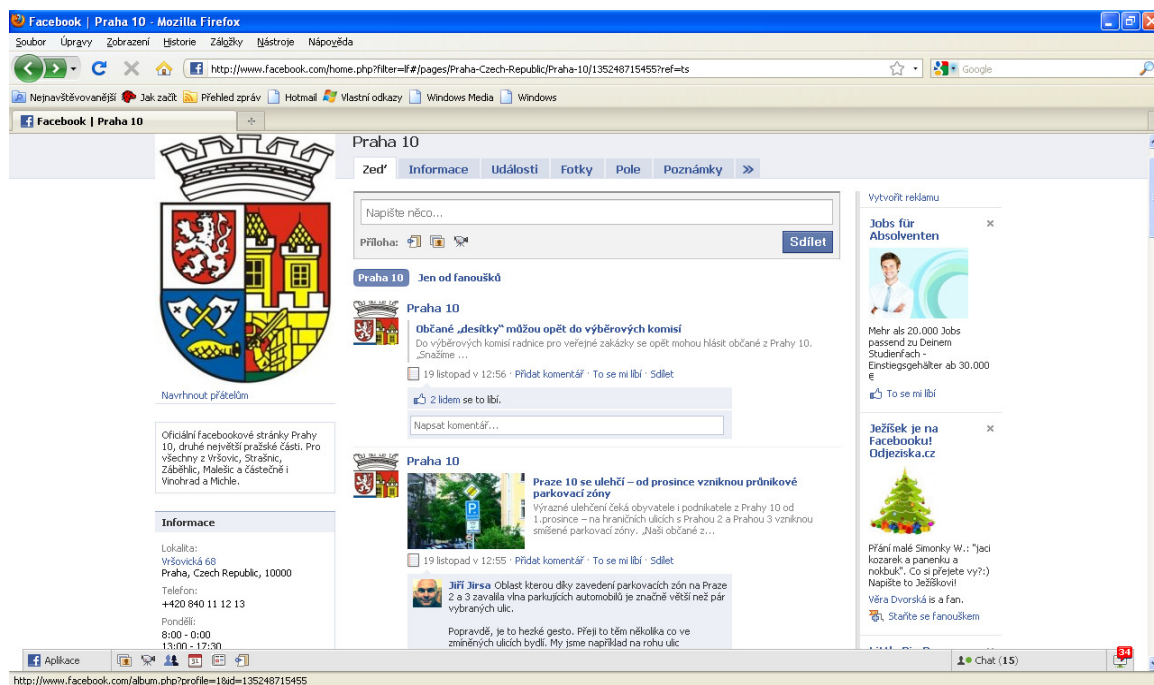 Facebook | Praha 10 - Mozilla Firefox
Soubor Úpravy Zobrazení Historie Záložky Nástroje Nápověda
http://www.facebook.com/home.php?filter=lf#/pages/Praha-Czech-Republic/Praha-10/135248715455?ref=ts
Google
Nejnavštěvovanější Jak začít Přehled zpráv Hotmail Vlastní odkazy Windows Media Windows
Facebook | Praha 10
Praha 10
Zeď Informace Události Fotky Pole Poznámky »
Napište něco...
Příloha:
Sdílet
Praha 10 Jen od fanoušků
Praha 10
Občané „desítky“ můžou opět do výběrových komisí
Do výběrových komisí radnice pro veřejné zakázky se opět mohou hlásit občané z Prahy 10.
„Snažíme ...
19 listopad v 12:56 · Přidat komentář · To se mi líbí · Sdílet
2 lidem se to líbí.
Napsat komentář...
Praha 10
Praze 10 se ulehčí – od prosince vzniknou průnikové
parkovací zóny
Výrazné ulehčení čeká obyvatele i podnikatele z Prahy 10 od
1.prosince – na hraničních ulicích s Prahou 2 a Prahou 3 vzniknou
smíšené parkovací zóny. „Naši občané z...
19 listopad v 12:55 · Přidat komentář · To se mi líbí · Sdílet
Jiří Jirsa Oblast kterou díky zavedení parkovacích zón na Praze
2 a 3 zavalila vlna parkujících automobilů je značně větší než pár
vybraných ulic.
Popravdě, je to hezké gesto. Přeji to těm několika co ve
zmíněných ulicích bydlí. My jsme například na rohu ulic
Navrhnout přátelům
Oficiální facebookové stránky Prahy
10, druhé největší pražské části. Pro
všechny z Vršovic, Strašnic,
Záběhlic, Malešic a částečně i
Vinohrad a Michle.
Informace
Lokalita:
Vršovická 68
Praha, Czech Republic, 10000
Telefon:
+420 840 11 12 13
Pondělí:
8:00 - 0:00
13:00 - 17:30
Vytvořit reklamu
Jobs für
Absolventen
Mehr als 20.000 Jobs
passend zu Deinem
Studienfach -
Einstiegsgehälter ab 30.000
€
To se mi líbí
Ježíšek je na
Facebooku!
Odjeziska.cz
Přání malé Simonky W.: "jaci
kozarek a panenku a
nokbuk". Co si přejete vy?:)
Napište to Ježíškovi!
Věra Dvorská is a fan.
Staňte se fanouškem
Aplikace
31
Chat (15)
34
http://www.facebook.com/album.php?profile=1&id=135248715455